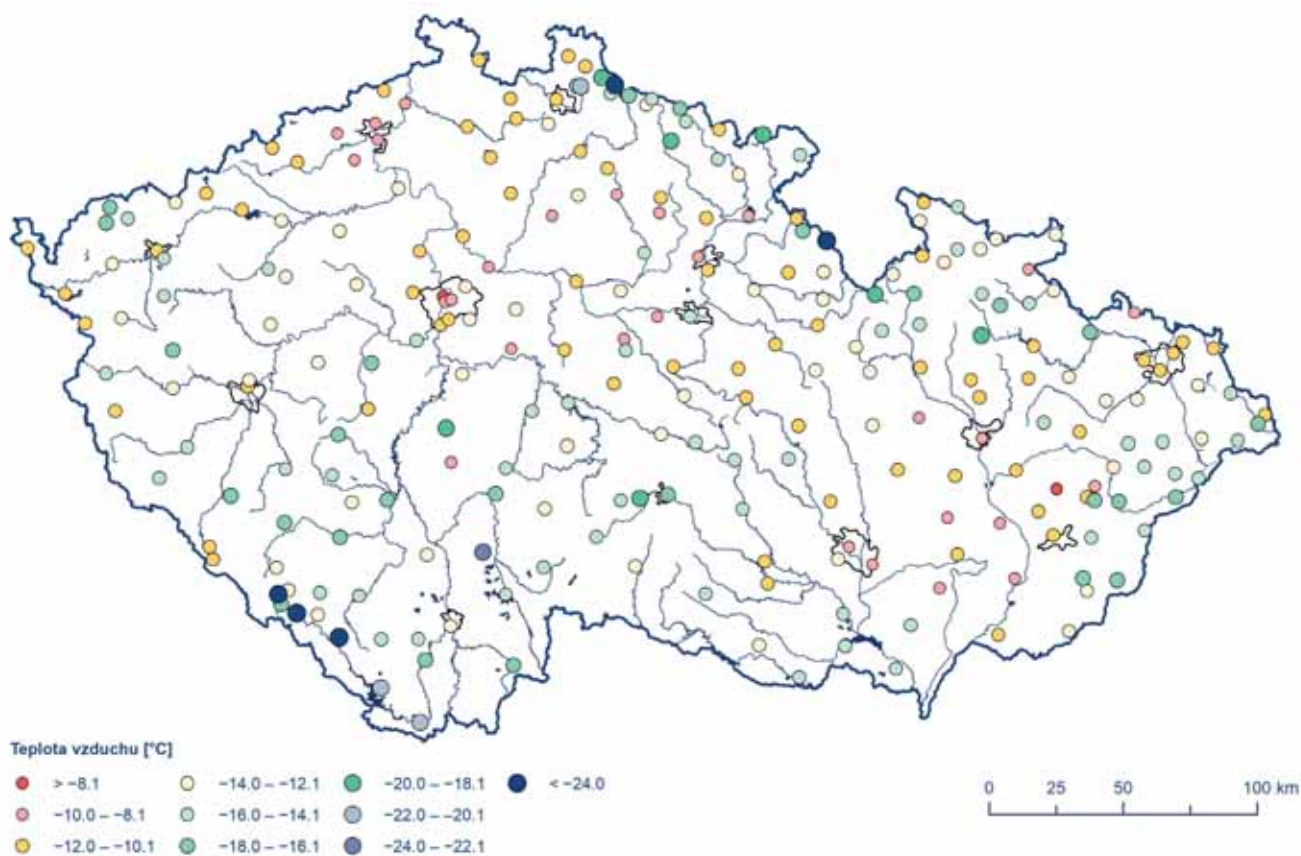 Teplota vzduchu [°C]
> −8.1 −14.0 – −12.1 −20.0 – −18.1 < −24.0
−10.0 – −8.1 −16.0 – −14.1 −22.0 – −20.1
−12.0 – −10.1 −18.0 – −16.1 −24.0 – −22.1
0 25 50 100 km